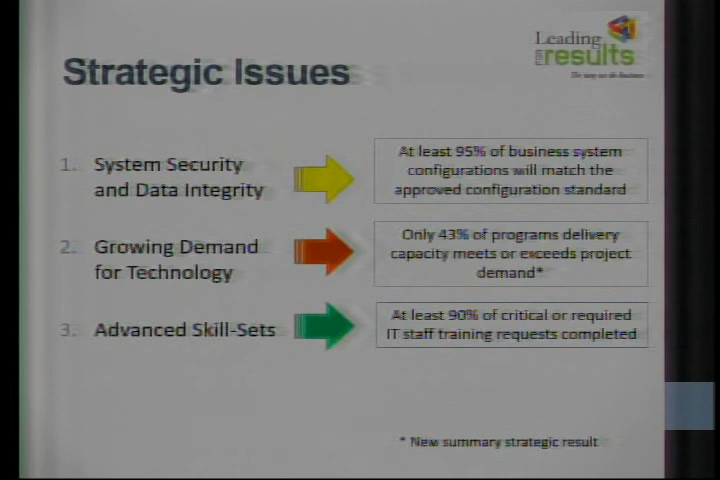 Leading
FOR results
Strategic Issues
1. System Security
and Data Integrity
At least 95% of business system
configurations will match the
approved configuration standard
2. Growing Demand
for Technology
Only 43% of programs delivery
capacity meets or exceeds project
demand*
3. Advanced Skill-Sets
At least 90% of critical or required
IT staff training requests completed
* New summary strategic result